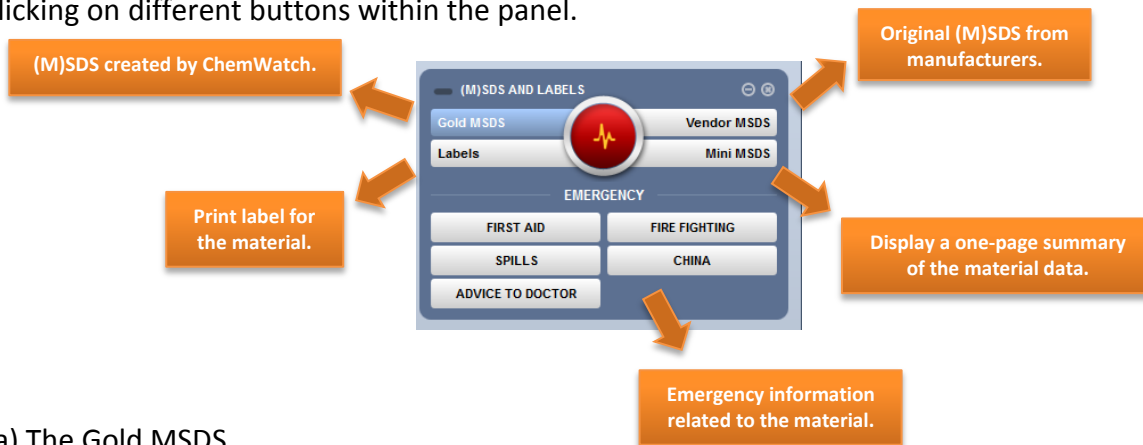 licking on different buttons within the panel.
Original (M)SDS from
manufacturers.
(M)SDS created by ChemWatch.
(M)SDS AND LABELS
Gold MSDS
Vendor MSDS
Labels
Mini MSDS
EMERGENCY
Print label for
the material.
FIRST AID
FIRE FIGHTING
Display a one-page summary
of the material data.
SPILLS
CHINA
ADVICE TO DOCTOR
Emergency information
related to the material.
a) The Gold MSDS